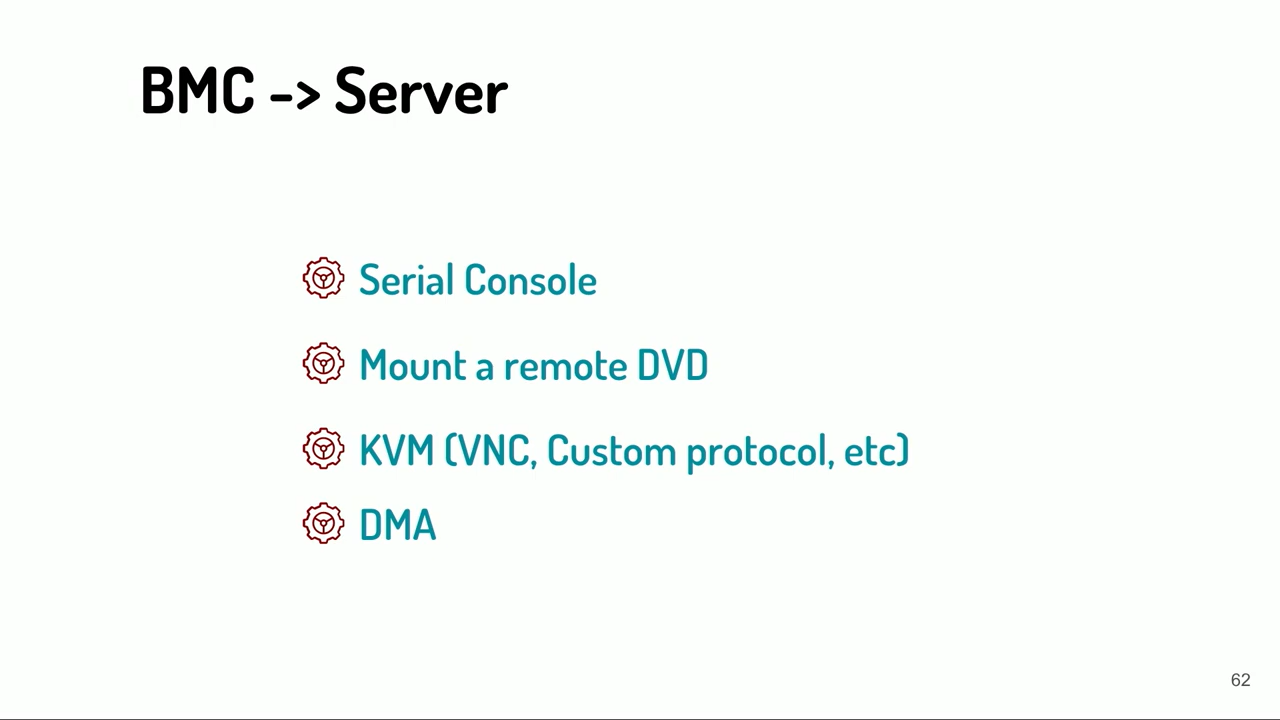 BMC -> Server
Serial Console
Mount a remote DVD
KVM (VNC, Custom protocol, etc)
DMA
62